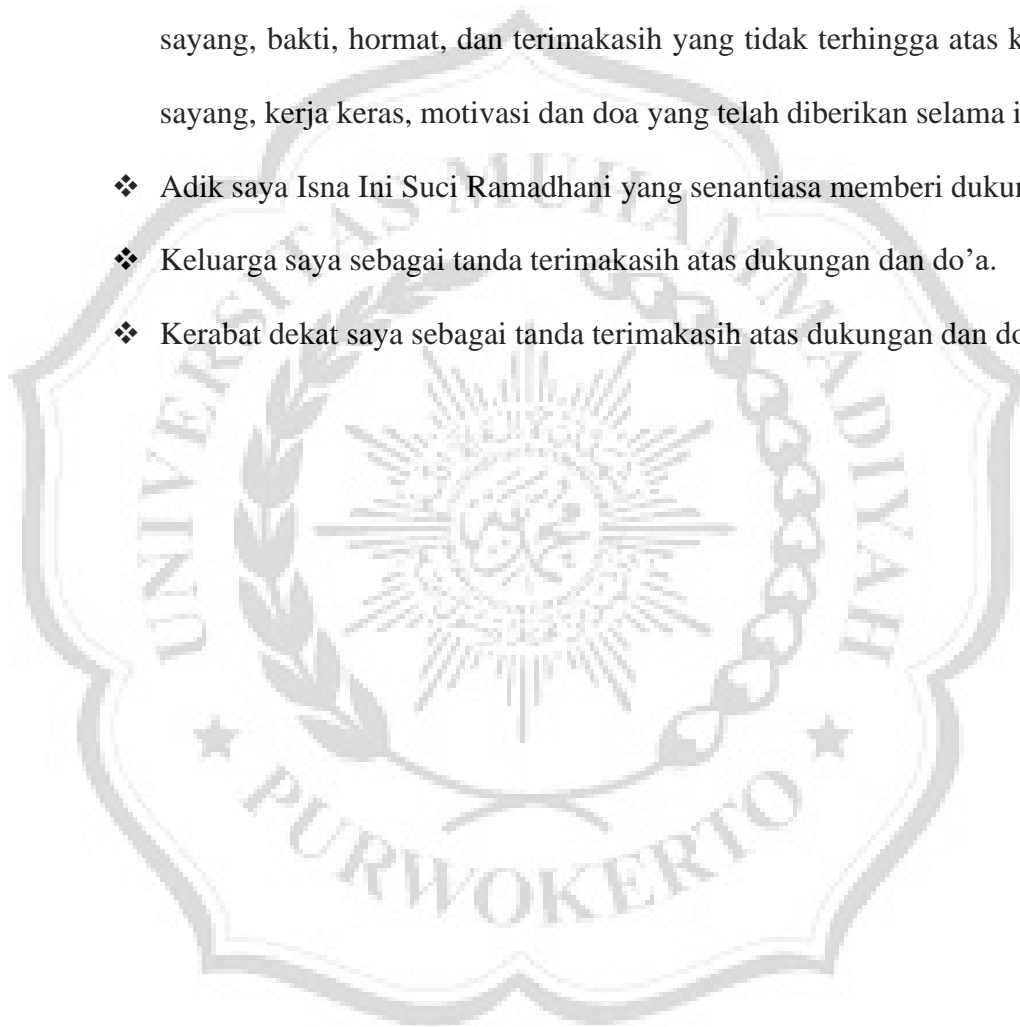 sayang, bakti, hormat, dan terimakasih yang tidak terhingga atas
sayang, kerja keras, motivasi dan doa yang telah diberikan selama
❖ Adik saya Isna Ini Suci Ramadhani yang senantiasa memberi
❖ Keluarga saya sebagai tanda terimakasih atas dukungan dan do’a.
❖ Kerabat dekat saya sebagai tanda terimakasih atas dukungan dan
UNIVERSITAS MUHAMMADIYAH
PURWOKERTO